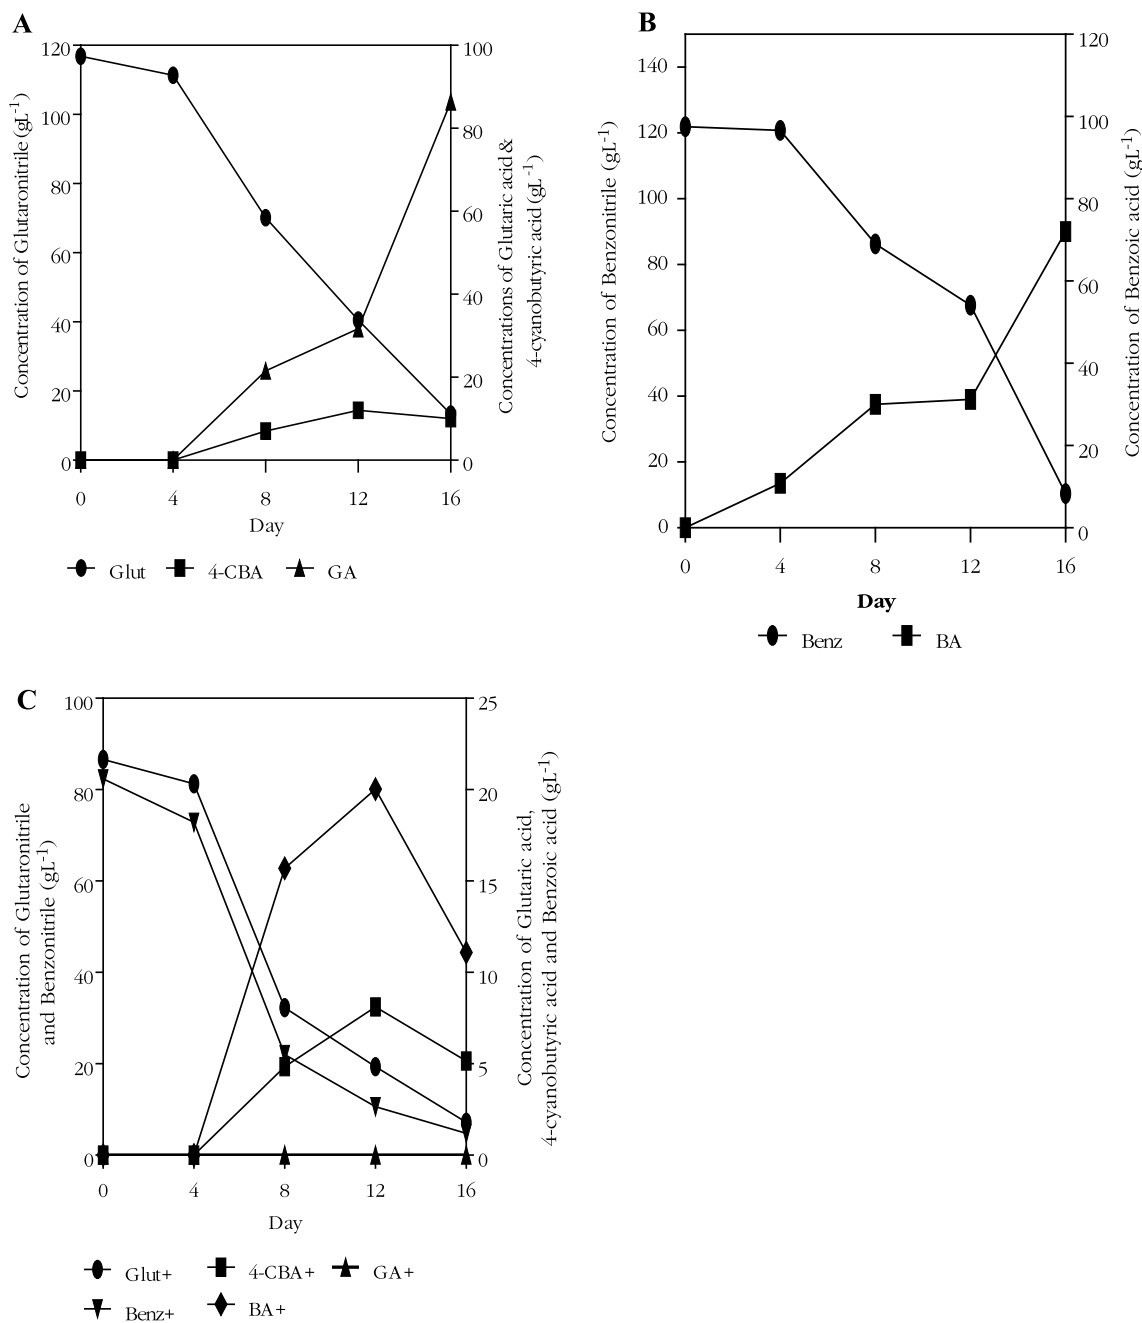 A
120
100
80
60
40
20
0
100
80
60
40
20
0
Concentration of Glutaronitrile (gL-1)
Concentrations of Glutaric acid &
4-cyanobutyric acid (gL-1)
0 4 8 12 16
Day
Glut 4-CBA GA
B
140
120
100
80
60
40
20
0
120
100
80
60
40
20
0
Concentration of Benzonitrile (gL-1)
Concentration of Benzoic acid (gL-1)
0 4 8 12 16
Day
Benz BA
C
100
80
60
40
20
0
25
20
15
10
5
0
Concentration of Glutaronitrile
and Benzonitrile (gL-1)
Concentration of Glutaric acid,
4-cyanobutyric acid and Benzoic acid (gL-1)
0 4 8 12 16
Day
Glut+ 4-CBA+ GA+
Benz+ BA+